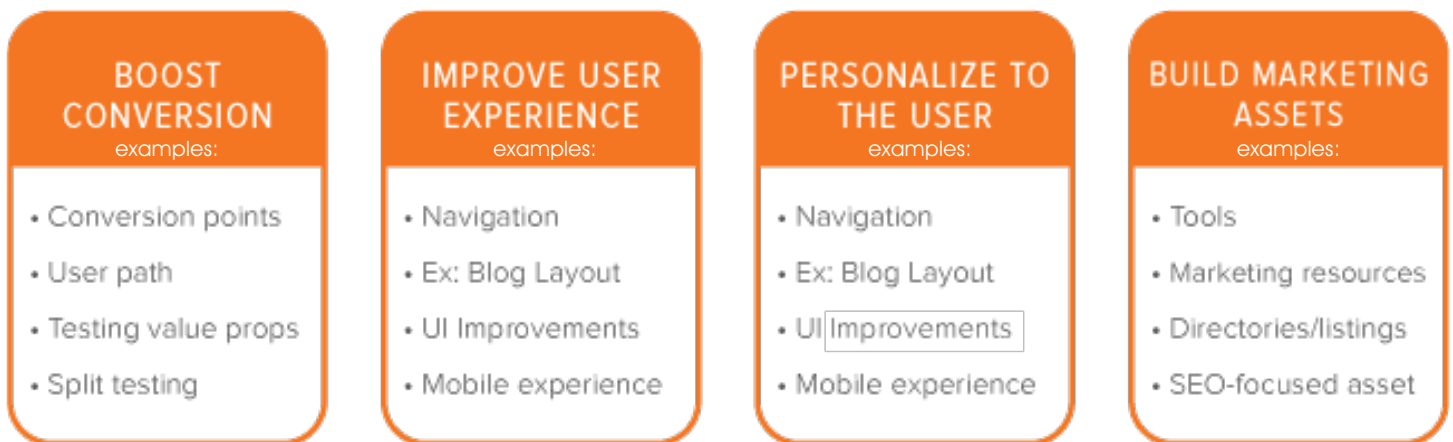 BOOST
CONVERSION
examples:
• Conversion points
• User path
• Testing value props
• Split testing
IMPROVE USER
EXPERIENCE
examples:
• Navigation
• Ex: Blog Layout
• UI Improvements
• Mobile experience
PERSONALIZE TO
THE USER
examples:
• Navigation
• Ex: Blog Layout
• UI Improvements
• Mobile experience
BUILD MARKETING
ASSETS
examples:
• Tools
• Marketing resources
• Directories/listings
• SEO-focused asset